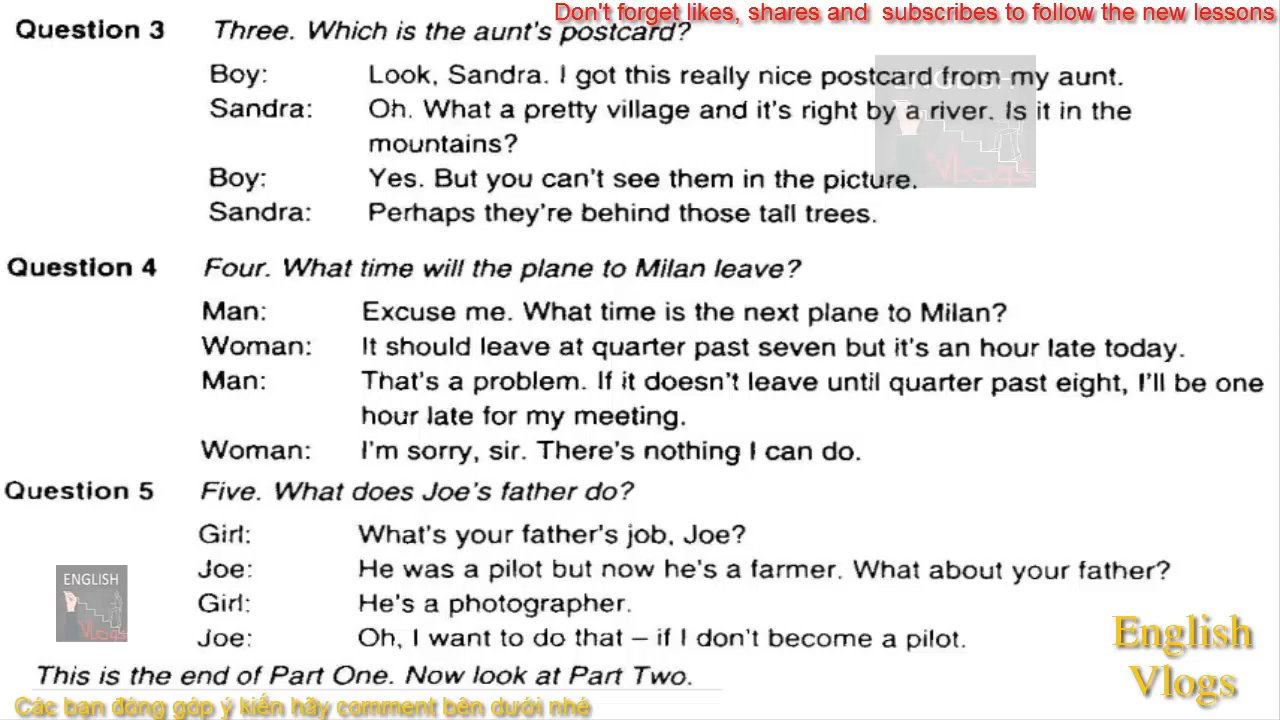 Don't forget likes, shares and subscribes to follow the new lessons
Question 3 Three. Which is the aunt's postcard?
Boy: Look, Sandra. I got this really nice postcard from my aunt.
Sandra: Oh. What a pretty village and it's right by a river. Is it in the
mountains?
Boy: Yes. But you can't see them in the picture.
Sandra: Perhaps they're behind those tall trees.
ENGLISH
Vlogs
Question 4 Four. What time will the plane to Milan leave?
Man: Excuse me. What time is the next plane to Milan?
Woman: It should leave at quarter past seven but it's an hour late today.
Man: That's a problem. If it doesn't leave until quarter past eight, I'll be one
hour late for my meeting.
Woman: I'm sorry, sir. There's nothing I can do.
Question 5 Five. What does Joe's father do?
Girl: What's your father's job, Joe?
Joe: He was a pilot but now he's a farmer. What about your father?
Girl: He's a photographer.
Joe: Oh, I want to do that – if I don't become a pilot.
ENGLISH
Vlogs
English
Vlogs
This is the end of Part One. Now look at Part Two.
Các bạn đóng góp ý kiến hãy comment bên dưới nhé